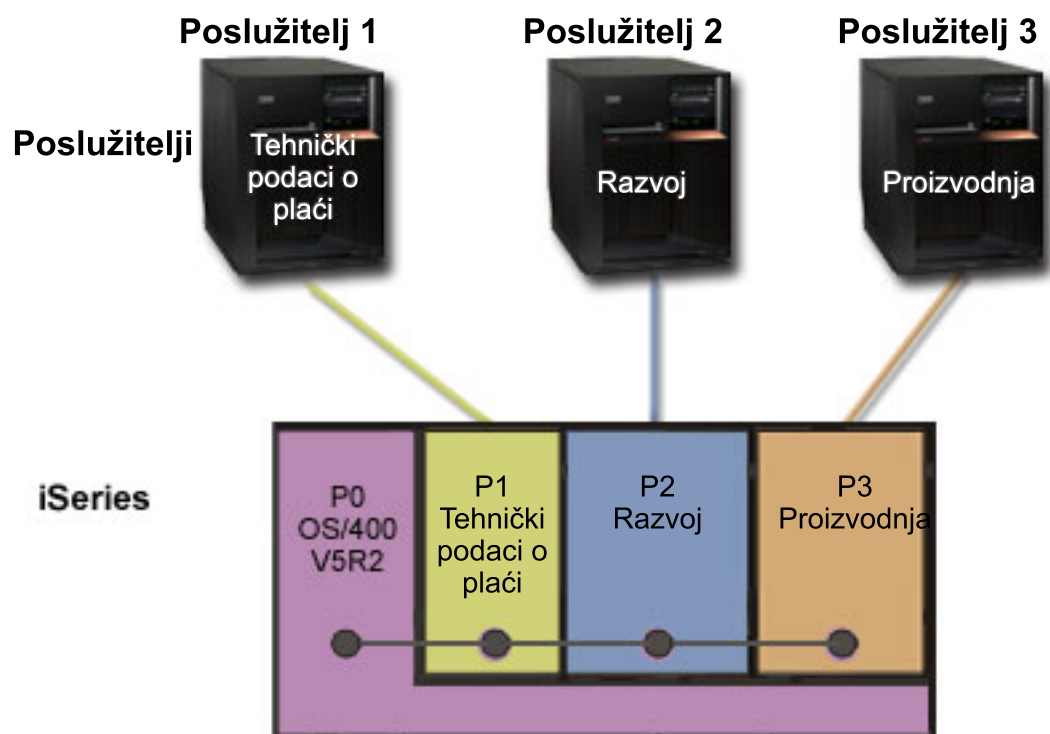 Poslužitelj 1
Poslužitelj 2
Poslužitelj 3
Poslužitelji
Tehnički
podaci o
plaći
Razvoj
Proizvodnja
iSeries
P0
OS/400
V5R2
P1
Tehnički
podaci o
plaći
P2
Razvoj
P3
Proizvodnja